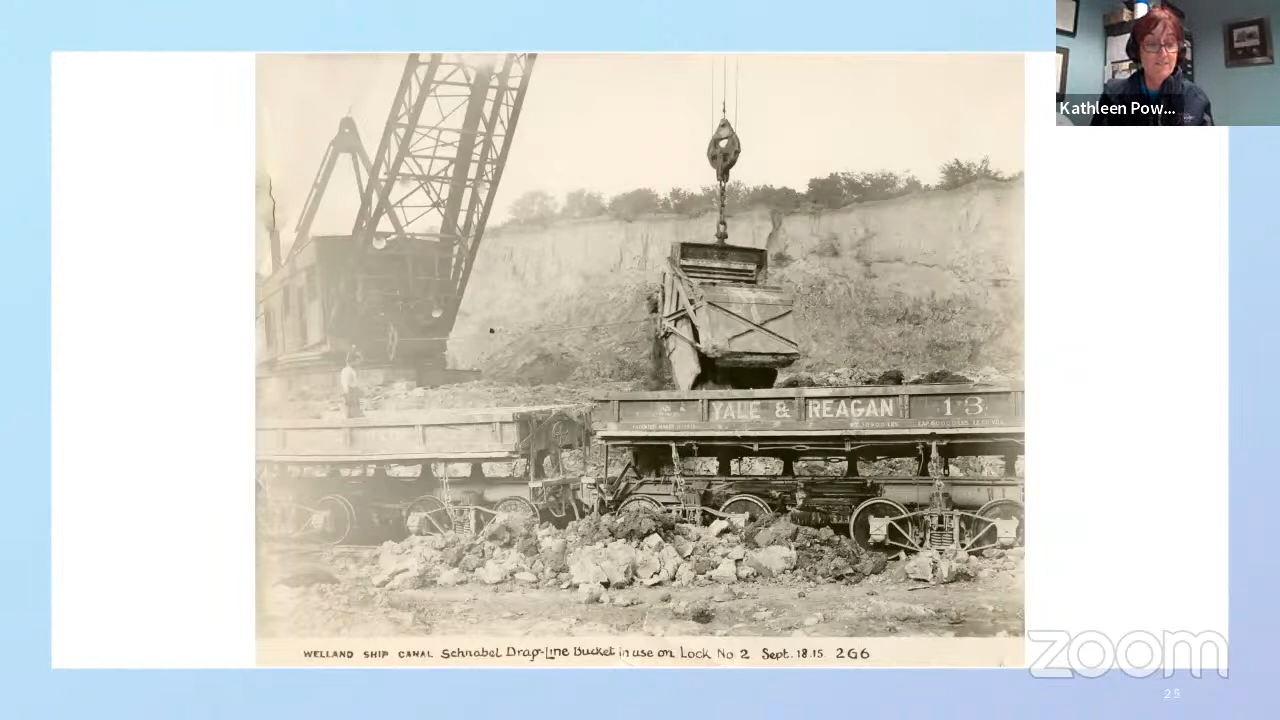 Kathleen Pow...
YALE & REAGAN 13
WELLAND SHIP CANAL Schnabel Drag-Line Bucket in use on Lock No 2 Sept. 18.15 2G6
zoom
25